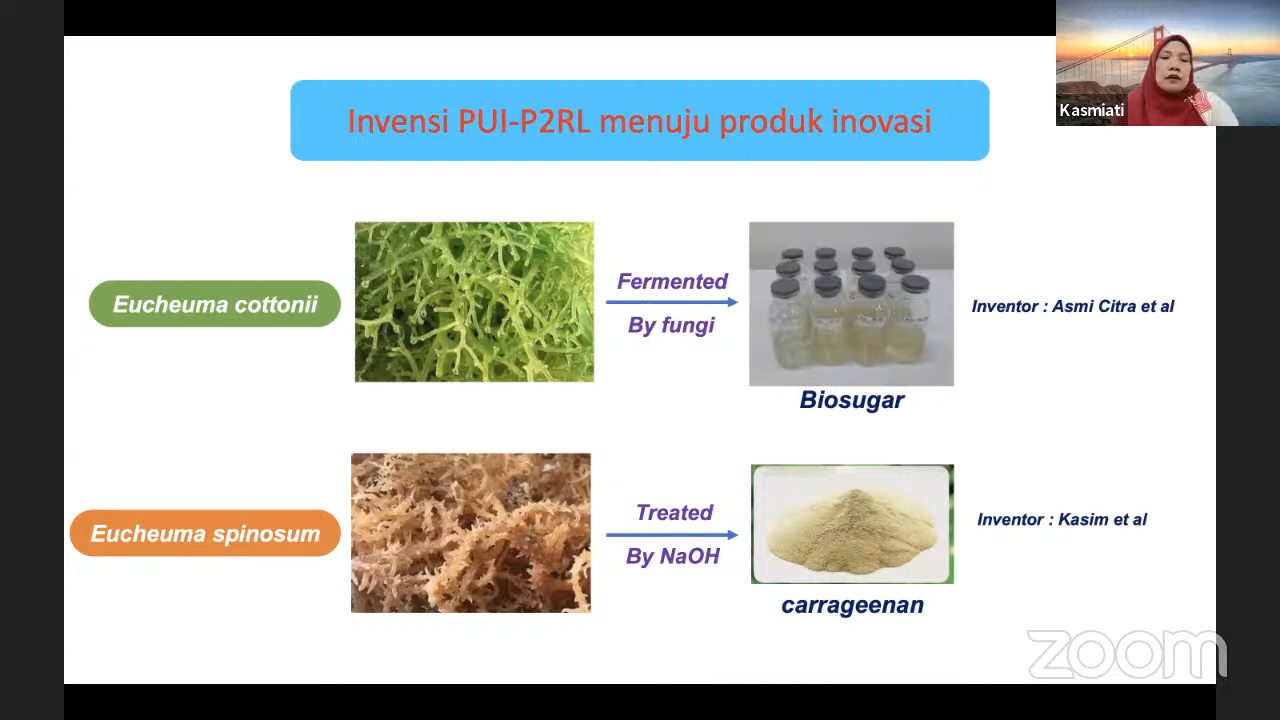 Invensi PUI-P2RL menuju produk inovasi
Kasmiati
Eucheuma cottonii
Fermented
By fungi
Inventor : Asmi Citra et al
Biosugar
Eucheuma spinosum
Treated
By NaOH
Inventor : Kasim et al
carrageenan
zoom